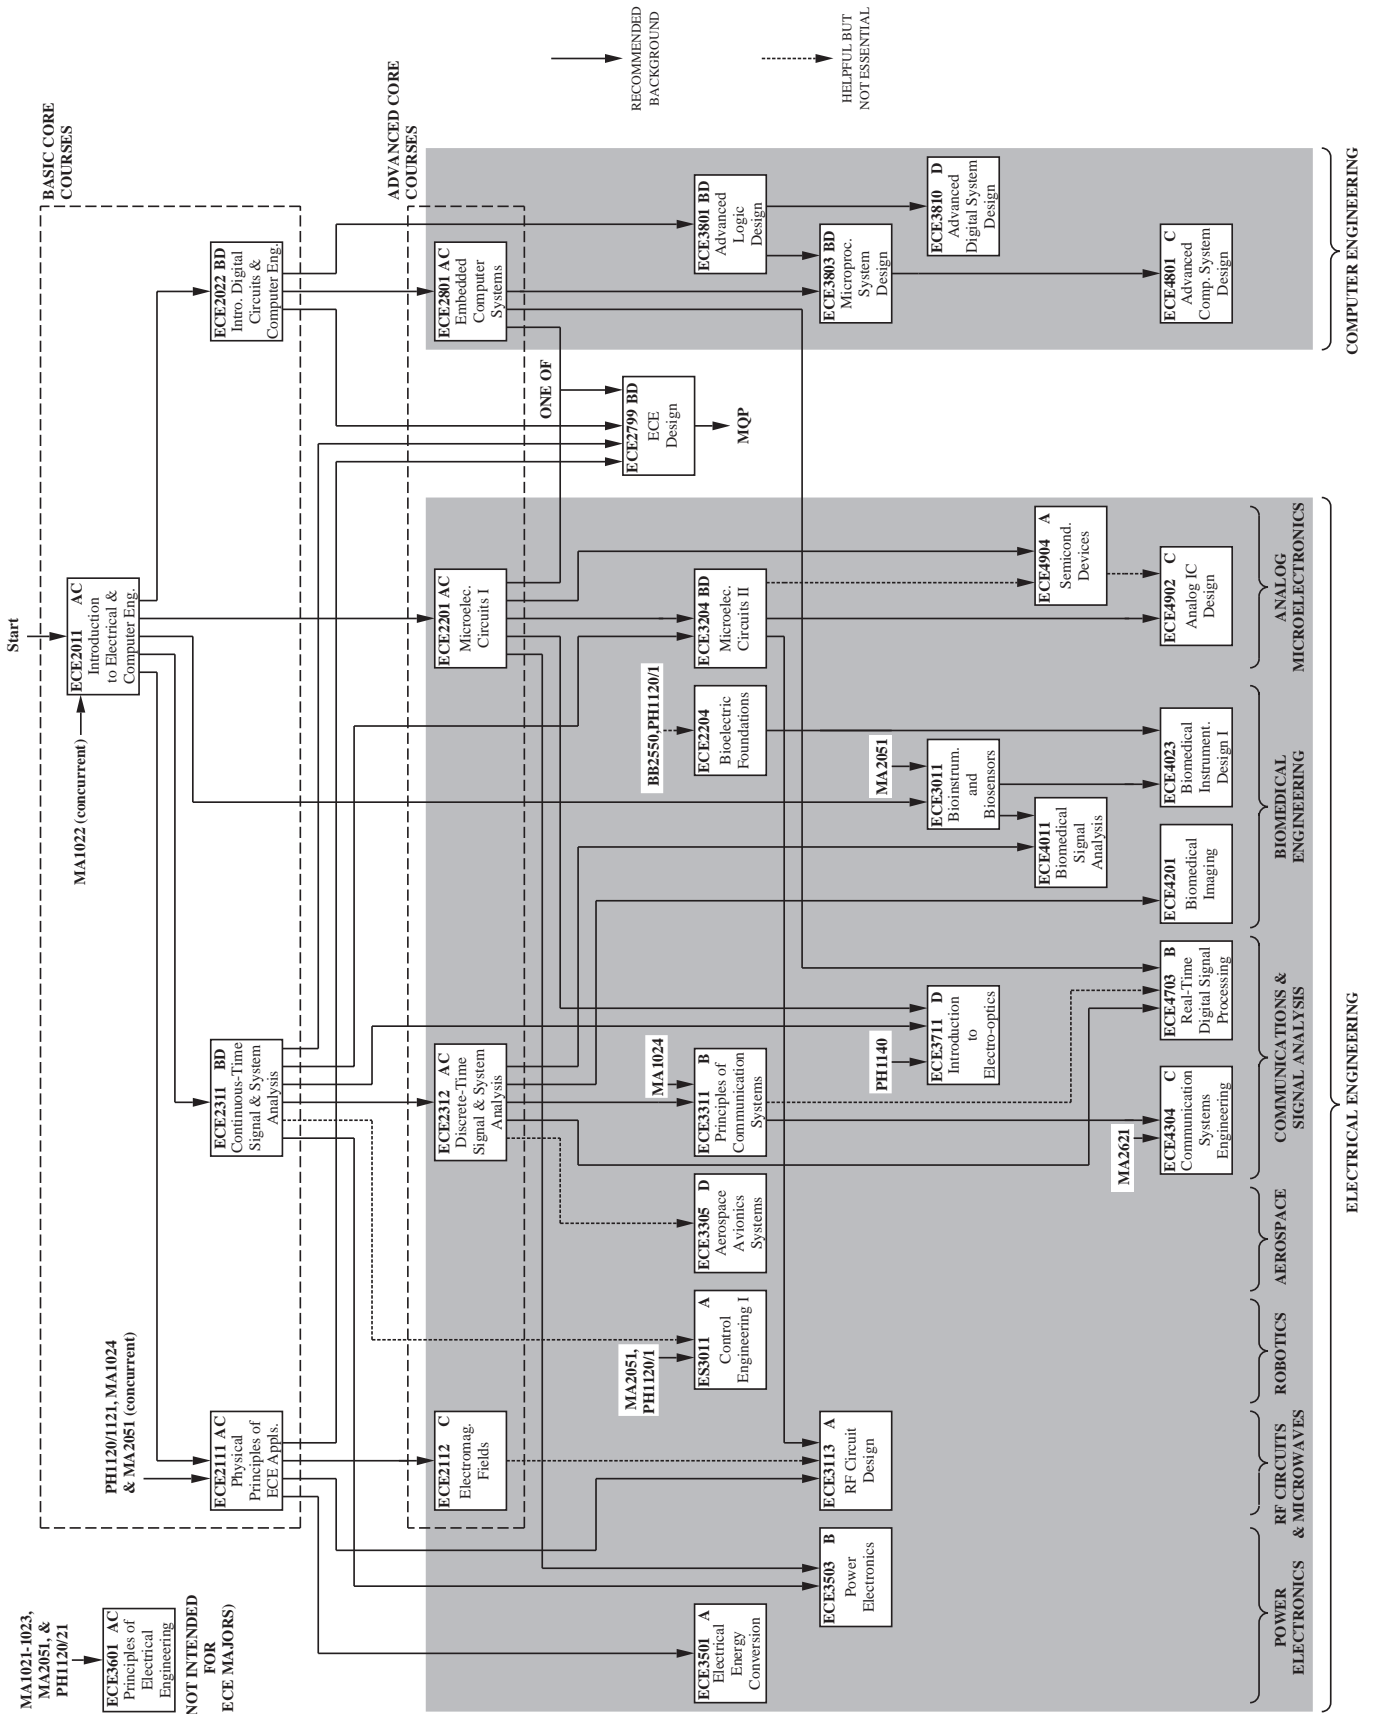 Start
BASIC CORE
COURSES
MA1022 (concurrent)
ECE2011 AC
Introduction
to Electrical &
Computer Eng.
PH1120/1121, MA1024
& MA2051 (concurrent)
MA1021-1023,
MA2051, &
PH1120/21
ECE3601 AC
Principles of
Electrical
Engineering
NOT INTENDED
FOR
ECE MAJORS)
ECE2111 AC
Physical
Principles of
ECE Appls.
ECE2311 BD
Continuous-Time
Signal & System
Analysis
ECE2022 BD
Intro. Digital
Circuits &
Computer Eng.
ADVANCED CORE
COURSES
ECE2112 C
Electromag.
Fields
ECE2312 AC
Discrete-Time
Signal & System
Analysis
ECE2201 AC
Microelec.
Circuits I
ECE2801 AC
Embedded
Computer
Systems
ONE OF
ECE2799 BD
ECE
Design
MQP
RECOMMENDED
BACKGROUND
HELPFUL BUT
NOT ESSENTIAL
MA2051,
PH1120/1
MA1024
BB2550,PH1120/1
ECE3501 A
Electrical
Energy
Conversion
ES3011 A
Control
Engineering I
ECE3305 D
Aerospace
Avionics
Systems
ECE3311 B
Principles of
Communication
Systems
ECE2204
Bioelectric
Foundations
ECE3204 BD
Microelec.
Circuits II
ECE3801 BD
Advanced
Logic
Design
ECE3503 B
Power
Electronics
ECE3113 A
RF Circuit
Design
ECE3803 BD
Microproc.
System
Design
PH1140
MA2051
ECE3711 D
Introduction
to
Electro-optics
ECE3011
Bioinstrum.
and
Biosensors
ECE3810 D
Advanced
Digital System
Design
ECE4011
Biomedical
Signal
Analysis
ECE4904 A
Semicond.
Devices
MA2621
ECE4304 C
Communication
Systems
Engineering
ECE4703 B
Real-Time
Digital Signal
Processing
ECE4201
Biomedical
Imaging
ECE4023
Biomedical
Instrument.
Design I
ECE4902 C
Analog IC
Design
ECE4801 C
Advanced
Comp. System
Design
POWER
ELECTRONICS
RF CIRCUITS
& MICROWAVES
ROBOTICS
AEROSPACE
COMMUNICATIONS &
SIGNAL ANALYSIS
BIOMEDICAL
ENGINEERING
ANALOG
MICROELECTRONICS
ELECTRICAL ENGINEERING
COMPUTER ENGINEERING